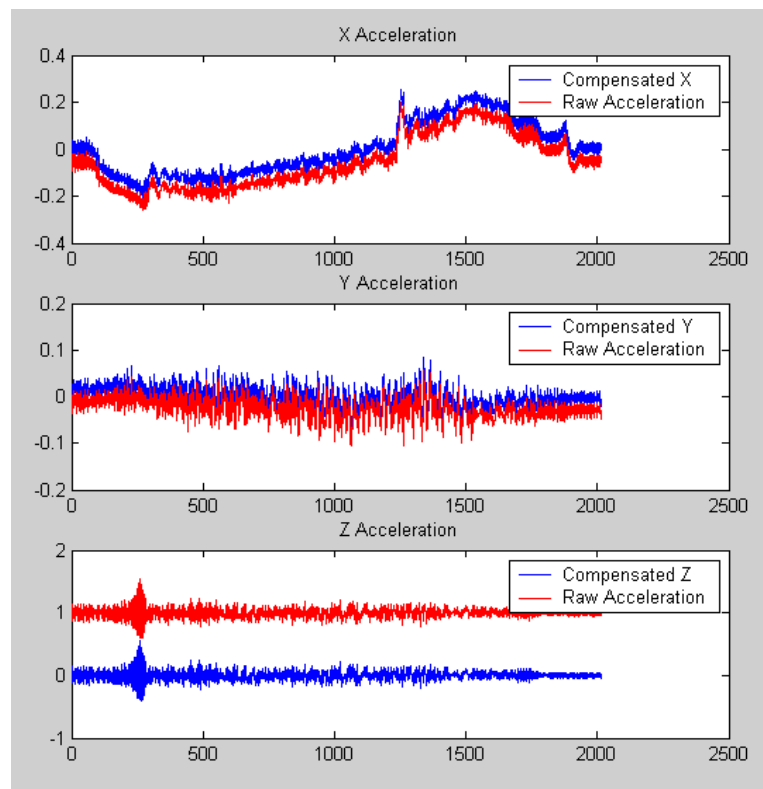 X Acceleration
0.4
0.2
0
-0.2
-0.4
Compensated X
Raw Acceleration
0 500 1000 1500 2000 2500
Y Acceleration
0.2
0.1
0
-0.1
-0.2
Compensated Y
Raw Acceleration
0 500 1000 1500 2000 2500
Z Acceleration
2
1
0
-1
Compensated Z
Raw Acceleration
0 500 1000 1500 2000 2500